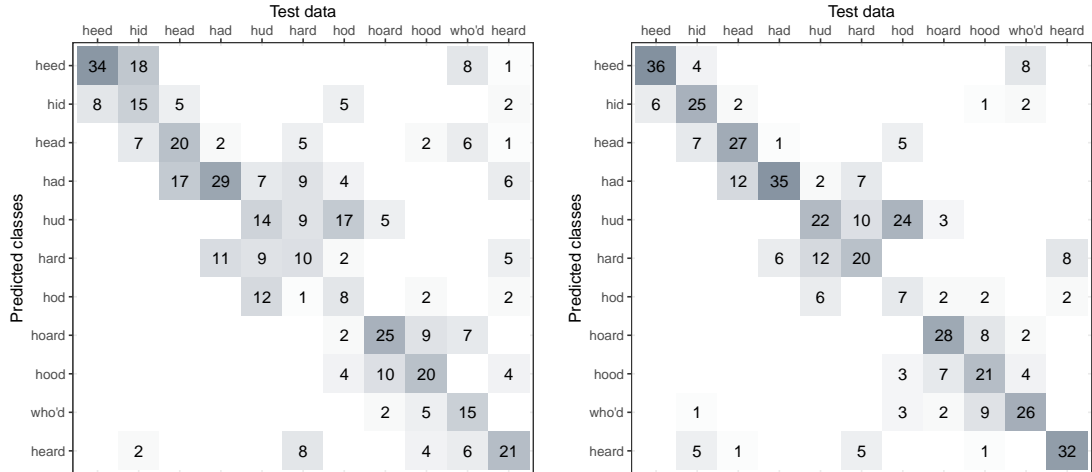 Test data
heed hid head had hud hard hod hoard hood who'd heard
Predicted classes
heed 34 18 8 1
hid 8 15 5 5 2
head 7 20 2 5 2 6 1
had 17 29 7 9 4 6
hud 14 9 17 5
hard 11 9 10 2 5
hod 12 1 8 2 2
hoard 2 25 9 7
hood 4 10 20 4
who'd 2 5 15
heard 2 8 4 6 21
Test data
heed hid head had hud hard hod hoard hood who'd heard
Predicted classes
heed 36 4 8
hid 6 25 2 1 2
head 7 27 1 5
had 12 35 2 7
hud 22 10 24 3
hard 6 12 20 8
hod 6 7 2 2 2
hoard 28 8 2
hood 3 7 21 4
who'd 1 3 2 9 26
heard 5 1 5 1 32